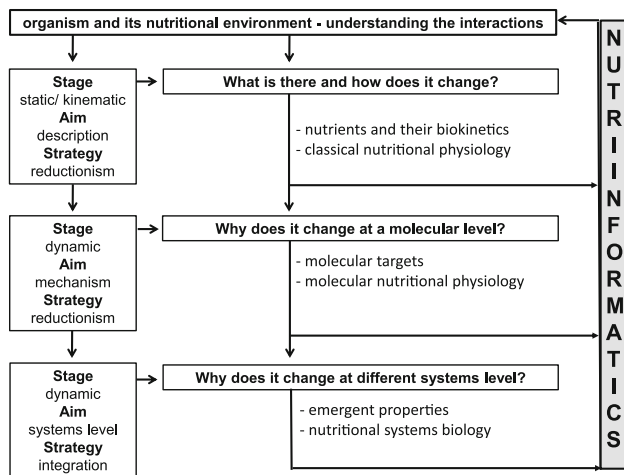 organism and its nutritional environment - understanding the interactions
Stage
static/ kinematic
Aim
description
Strategy
reductionism
What is there and how does it change?
- nutrients and their biokinetics
- classical nutritional physiology
Stage
dynamic
Aim
mechanism
Strategy
reductionism
Why does it change at a molecular level?
- molecular targets
- molecular nutritional physiology
Stage
dynamic
Aim
systems level
Strategy
integration
Why does it change at different systems level?
- emergent properties
- nutritional systems biology
N
U
T
R
I
I
N
F
O
R
M
A
T
I
C
S